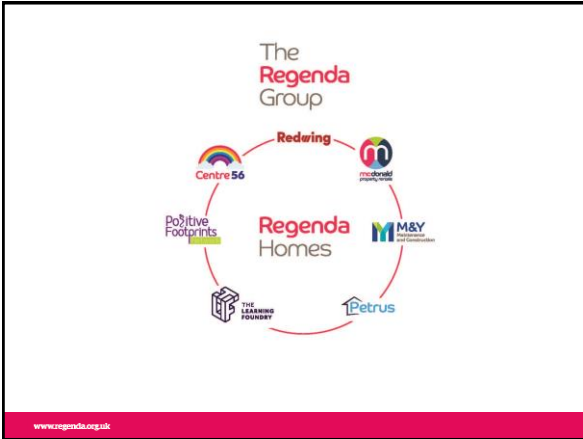 The
Regenda
Group
Redwing
Centre 56
mcdonald
property rentals
Positive
Footprints
Regenda
Homes
M&Y
Maintenance
and Construction
THE
LEARNING
FOUNDRY
Petrus
www.regenda.org.uk